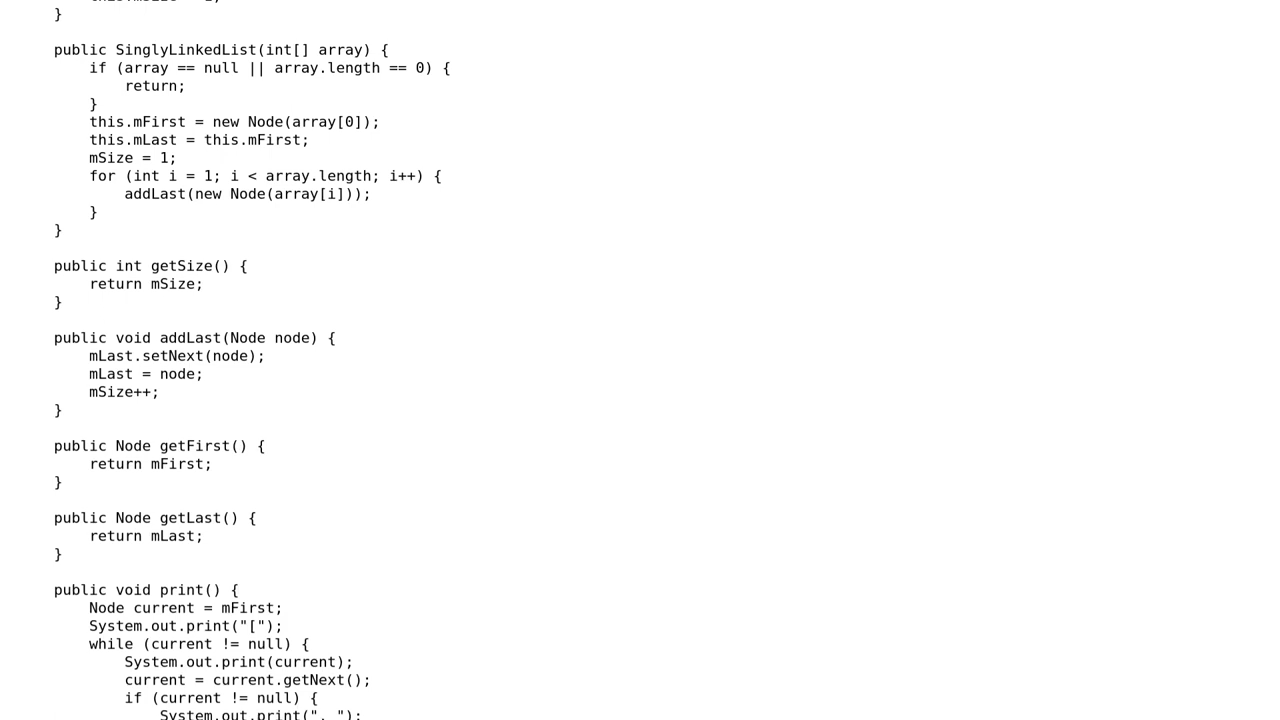 }
public SinglyLinkedList(int[] array) {
if (array == null || array.length == 0) {
return;
}
this.mFirst = new Node(array[0]);
this.mLast = this.mFirst;
mSize = 1;
for (int i = 1; i < array.length; i++) {
addLast(new Node(array[i]));
}
}
public int getSize() {
return mSize;
}
public void addLast(Node node) {
mLast.setNext(node);
mLast = node;
mSize++;
}
public Node getFirst() {
return mFirst;
}
public Node getLast() {
return mLast;
}
public void print() {
Node current = mFirst;
System.out.print("[");
while (current != null) {
System.out.print(current);
current = current.getNext();
if (current != null) {
System.out.print(", ");